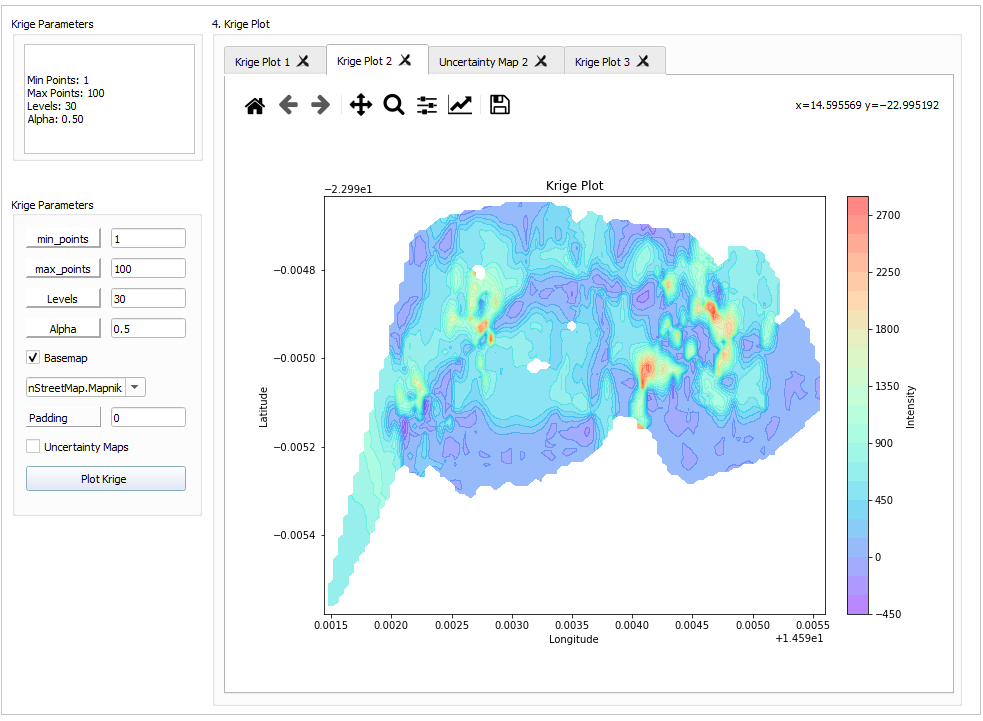 Krige Parameters
Min Points: 1
Max Points: 100
Levels: 30
Alpha: 0.50
Krige Parameters
min_points 1
max_points 100
Levels 30
Alpha 0.5
Basemap
nStreetMap.Mapnik
Padding 0
Uncertainty Maps
Plot Krige
4. Krige Plot
Krige Plot 1 Krige Plot 2 Uncertainty Map 2 Krige Plot 3
x=14.595569 y=−22.995192
−2.299e1
Krige Plot
−0.0048
−0.0050
−0.0052
−0.0054
Latitude
0.0015 0.0020 0.0025 0.0030 0.0035 0.0040 0.0045 0.0050 0.0055
Longitude
+1.459e1
2700
2250
1800
1350
900
450
0
−450
Intensity